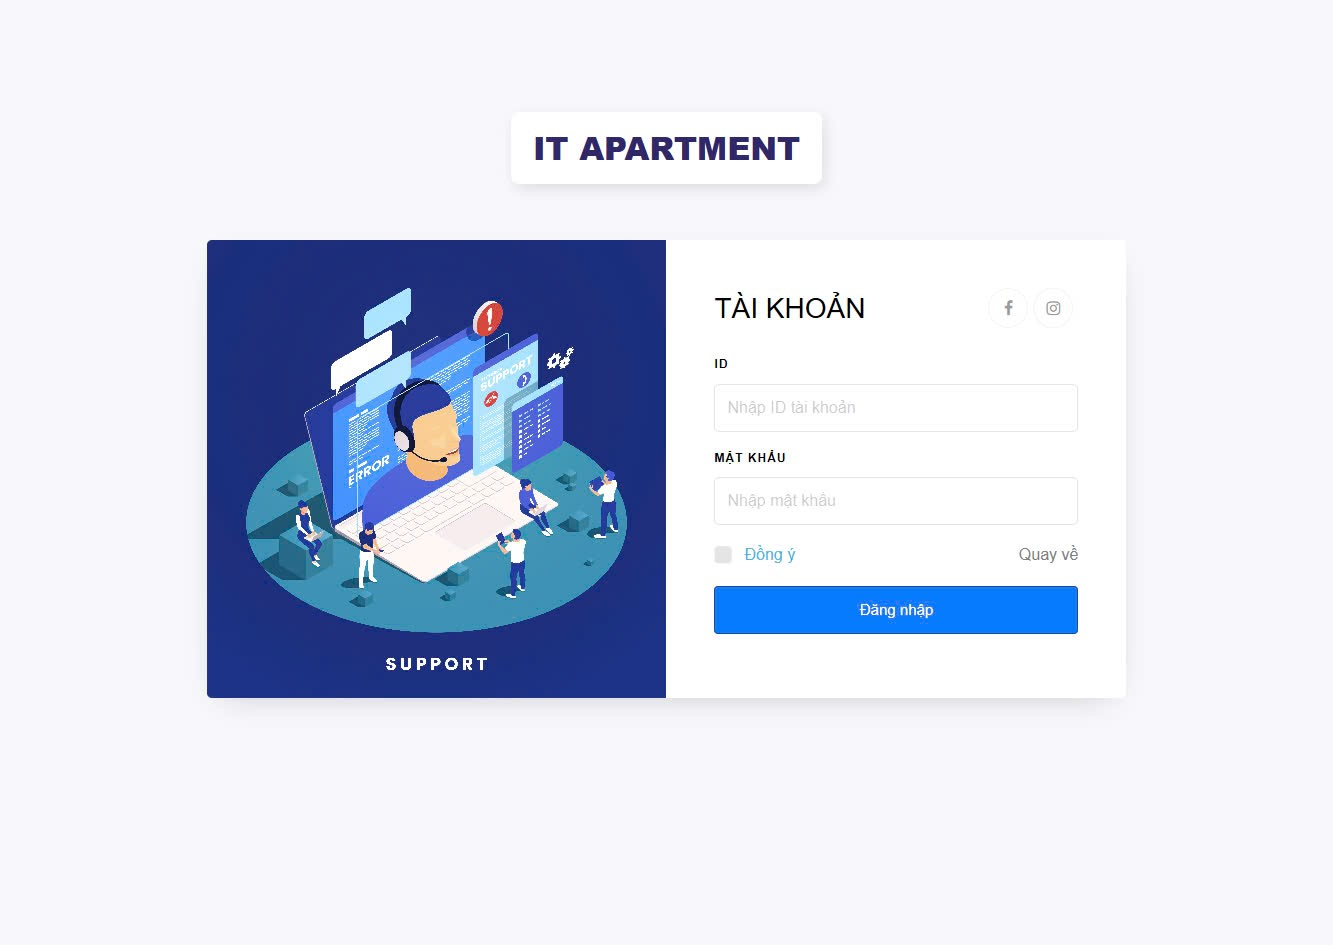 IT APARTMENT
SUPPORT
ERROR
SUPPORT
TÀI KHOẢN
ID
Nhập ID tài khoản
MẬT KHẨU
Nhập mật khẩu
Đồng ý
Quay về
Đăng nhập